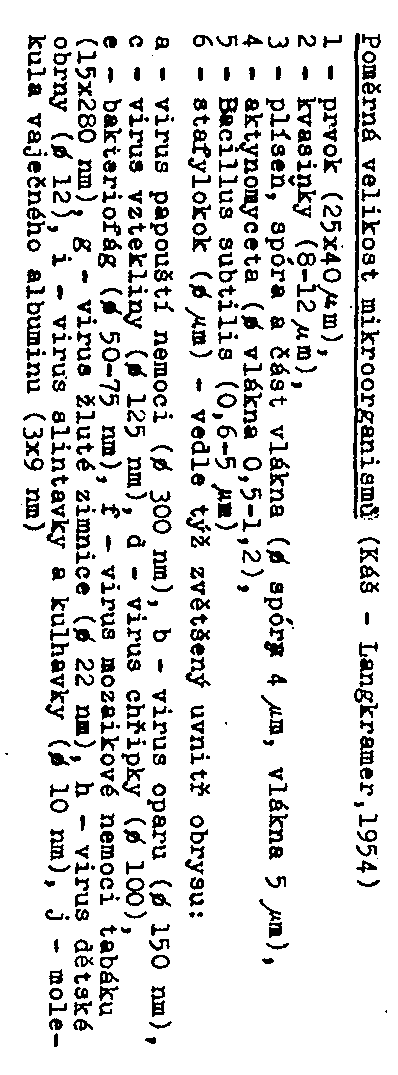 Poměrná velikost mikroorganismů (Káš - Langkramer,1954)
1 - prvok (25x40 µm),
2 - kvasinky (8-12 µm),
3 - plíseň, spóra a část vlákna (ø spóry 4 µm, vlákna 5 µm),
4 - aktynomyceta (ø vlákna 0,5-1,2),
5 - Bacillus subtilis (0,6-5 µm)
6 - stafylokok (ø µm) - vedle týž zvětšený uvnitř obrysu:
a - virus papouščí nemoci (ø 300 nm), b - virus oparu (ø 150 nm),
c - virus vztekliny (ø 125 nm), d - virus chřipky (ø 100),
e - bakteriofág (ø 50-75 nm), f - virus mozaikové nemoci tabáku
(15x280 nm), g - virus žluté zimnice (ø 22 nm), h - virus dětské
obrny (ø 12), i - virus slintavky a kulhavky (ø 10 nm), j - mole-
kula vaječného albuminu (3x9 nm)